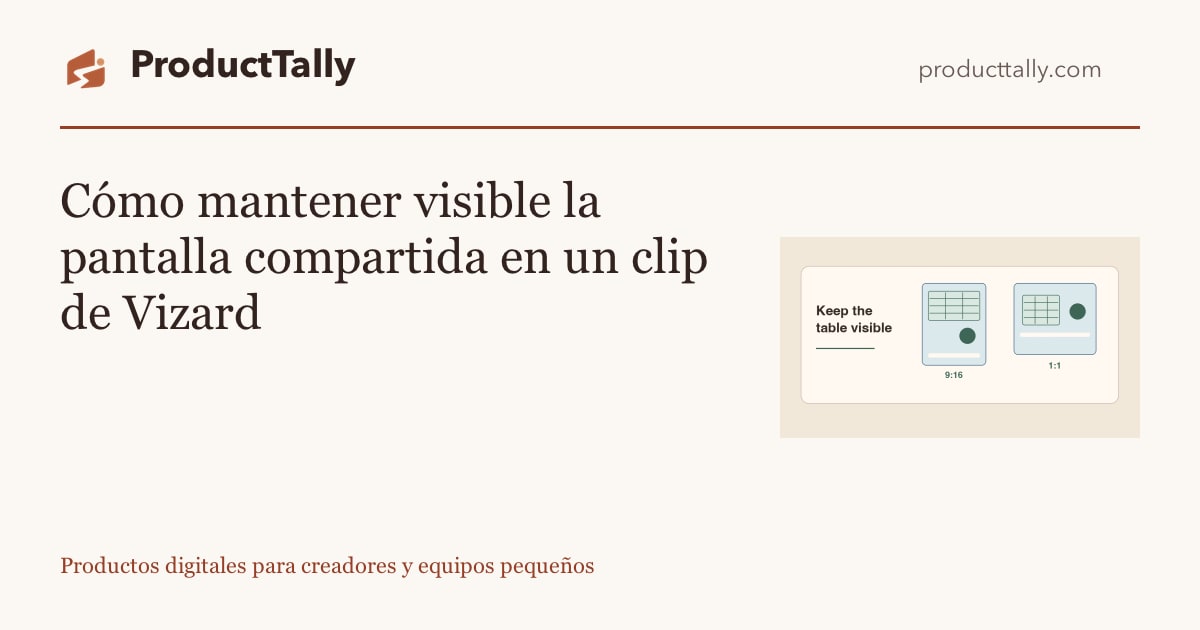 ProductTally
producttally.com
Cómo mantener visible la
pantalla compartida en un clip
de Vizard
Keep the
table visible
9:16
1:1
Productos digitales para creadores y equipos pequeños